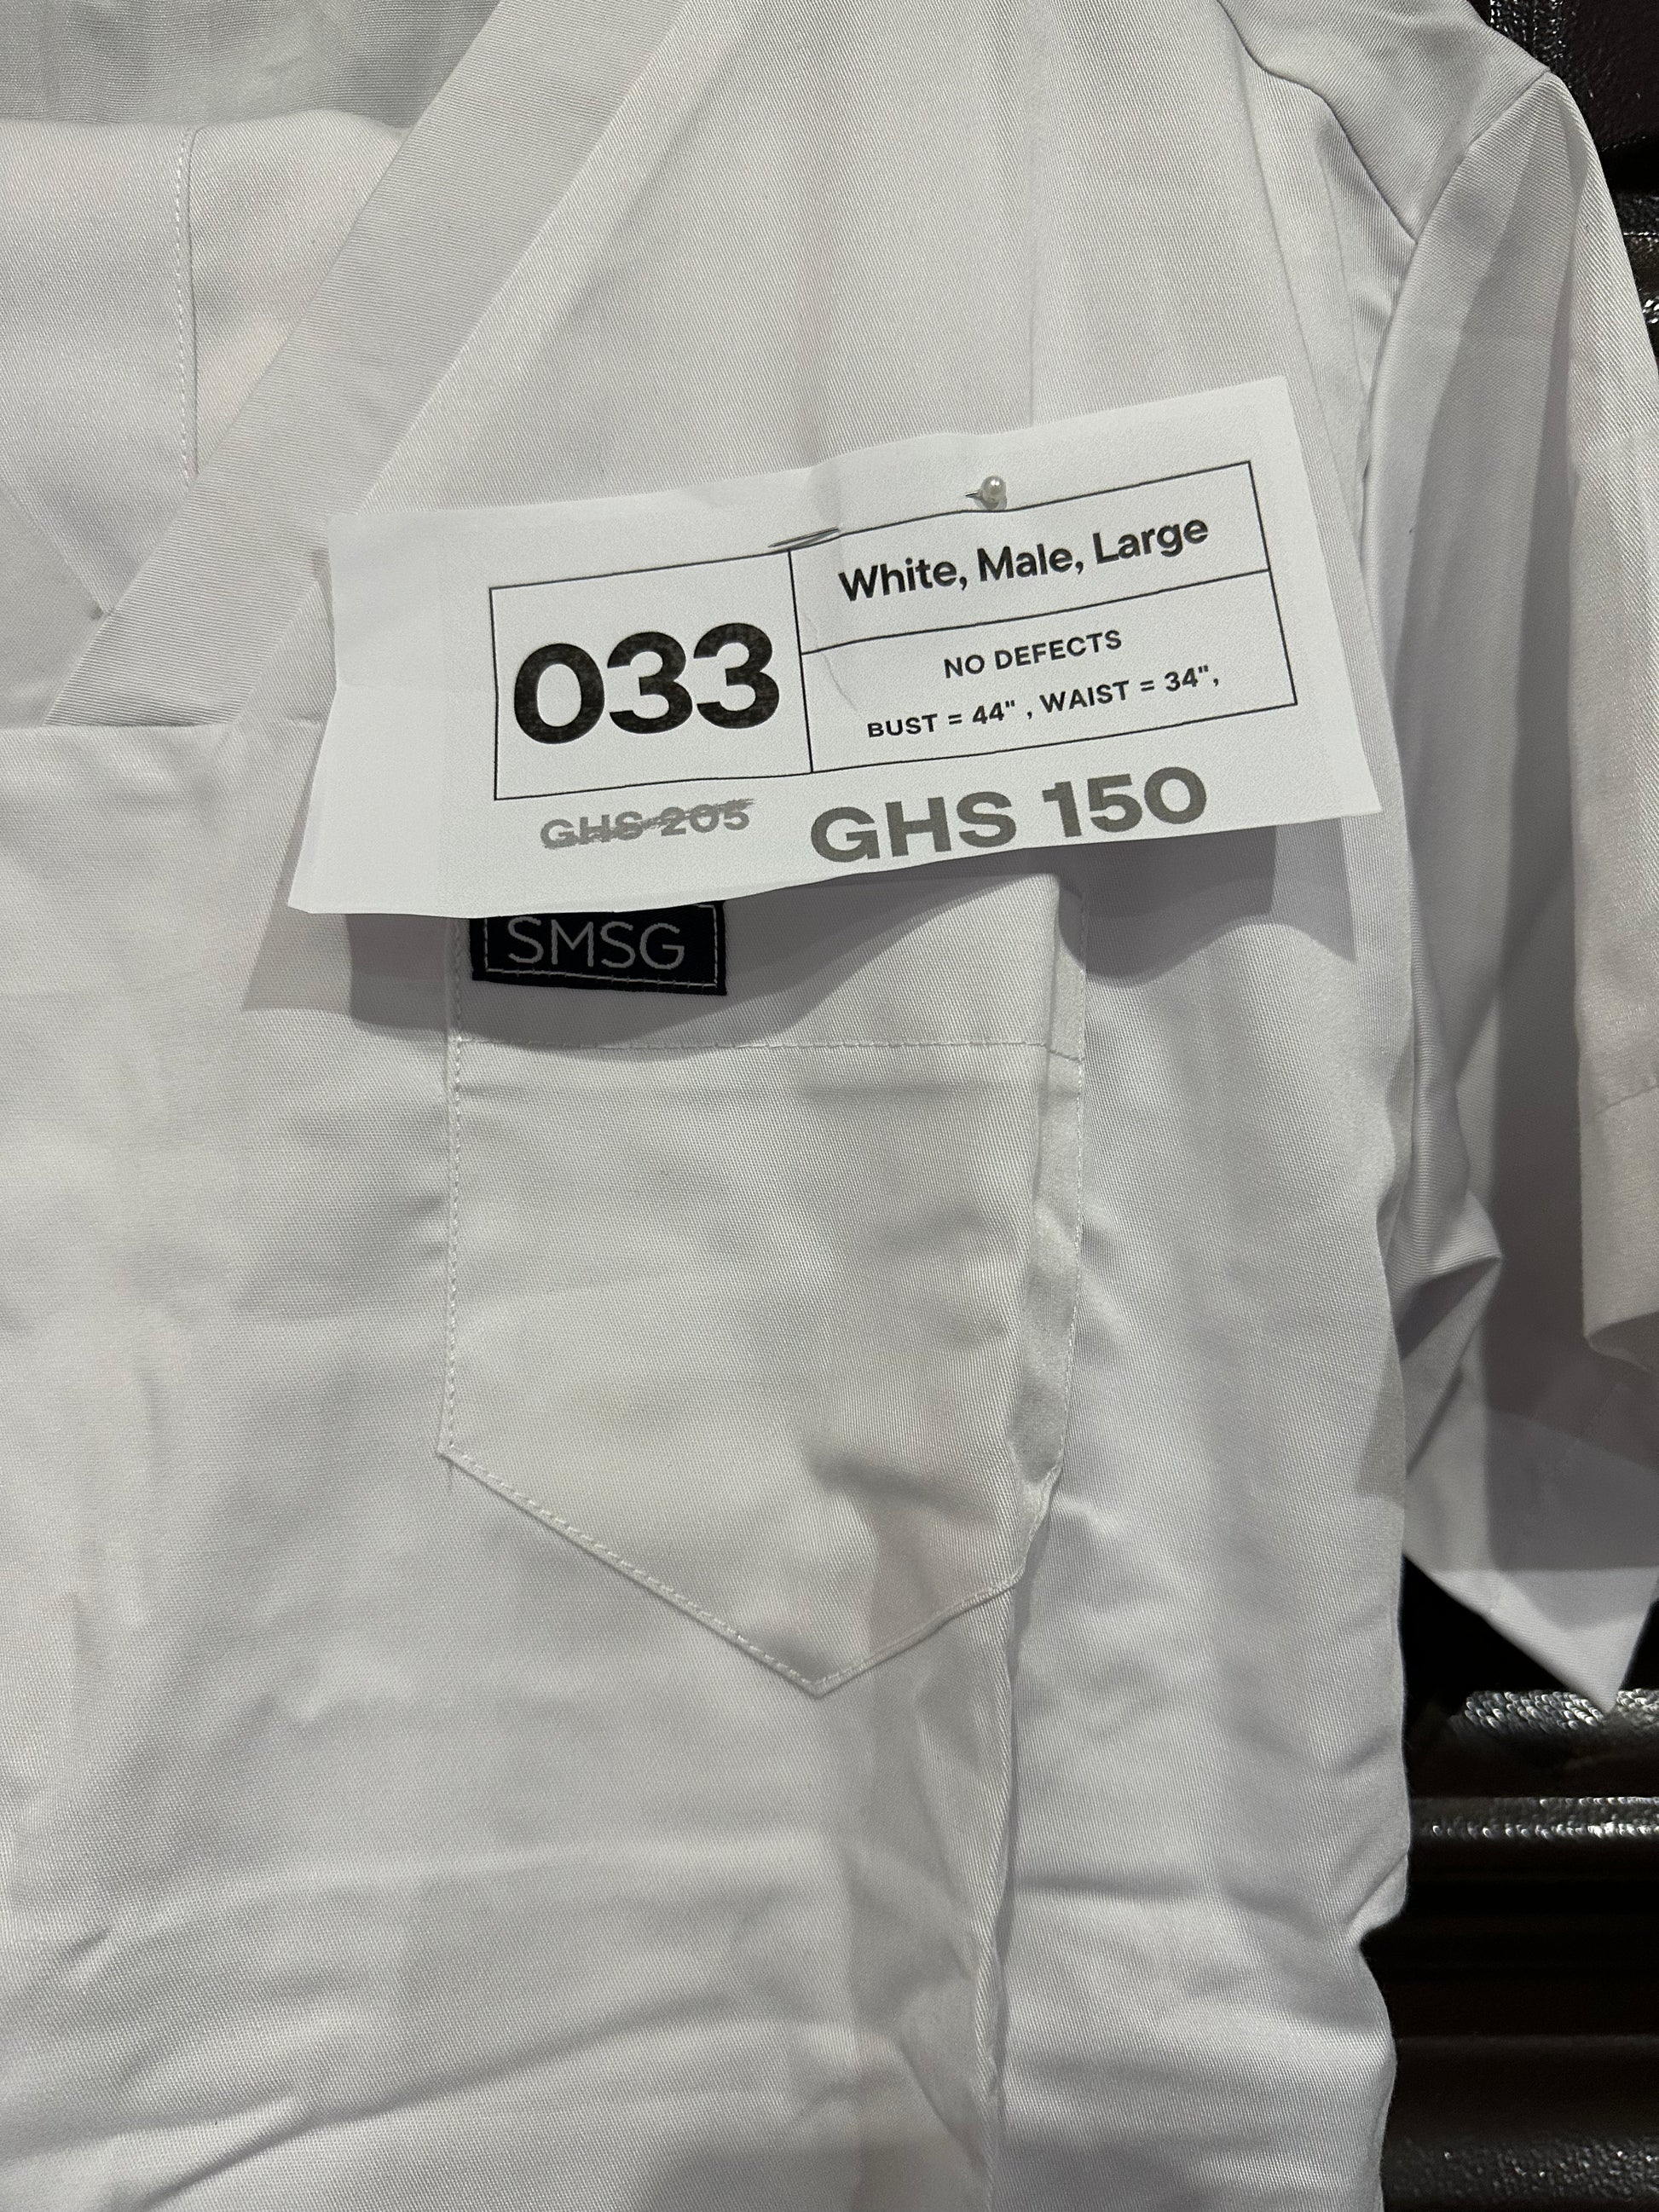 033
White, Male, Large
NO DEFECTS
BUST = 44" , WAIST = 34",
GHS 205
GHS 150
SMSG